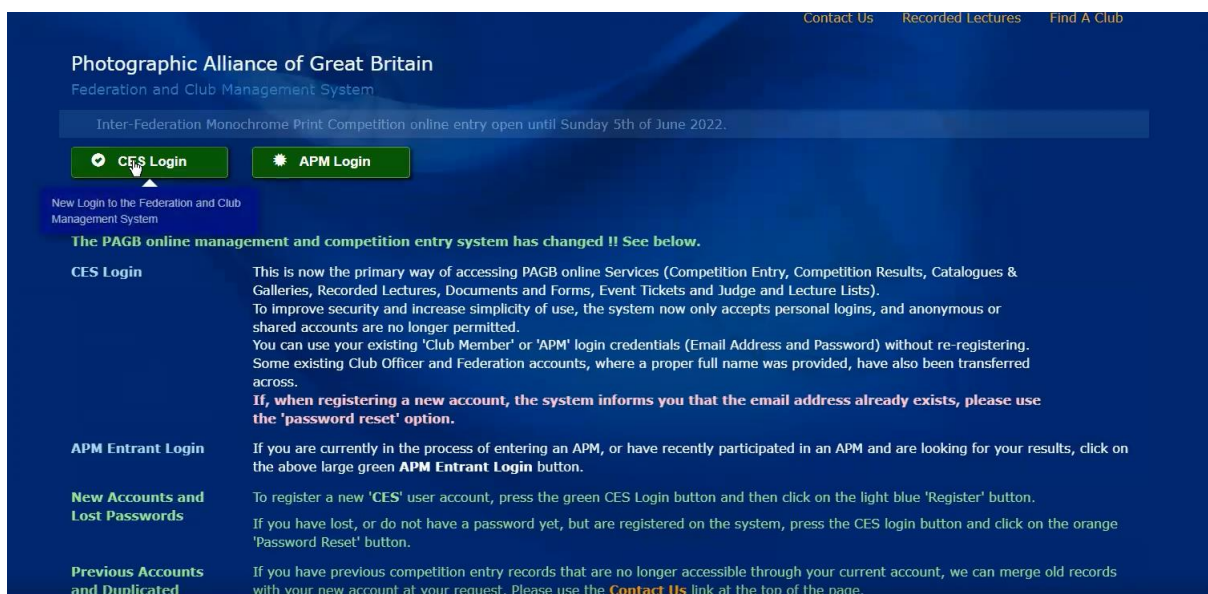 Contact Us Recorded Lectures Find A Club
Photographic Alliance of Great Britain
Federation and Club Management System
Inter-Federation Monochrome Print Competition online entry open until Sunday 5th of June 2022.
CES Login APM Login
New Login to the Federation and Club
Management System
The PAGB online management and competition entry system has changed !! See below.
CES Login This is now the primary way of accessing PAGB online Services (Competition Entry, Competition Results, Catalogues &
Galleries, Recorded Lectures, Documents and Forms, Event Tickets and Judge and Lecture Lists).
To improve security and increase simplicity of use, the system now only accepts personal logins, and anonymous or
shared accounts are no longer permitted.
You can use your existing 'Club Member' or 'APM' login credentials (Email Address and Password) without re-registering.
Some existing Club Officer and Federation accounts, where a proper full name was provided, have also been transferred
across.
If, when registering a new account, the system informs you that the email address already exists, please use
the 'password reset' option.
APM Entrant Login If you are currently in the process of entering an APM, or have recently participated in an APM and are looking for your results, click on
the above large green APM Entrant Login button.
New Accounts and
Lost Passwords
To register a new 'CES' user account, press the green CES Login button and then click on the light blue 'Register' button.
If you have lost, or do not have a password yet, but are registered on the system, press the CES login button and click on the orange
'Password Reset' button.
Previous Accounts
and Duplicated
If you have previous competition entry records that are no longer accessible through your current account, we can merge old records
with your new account at your request. Please use the Contact Us link at the top of the page.